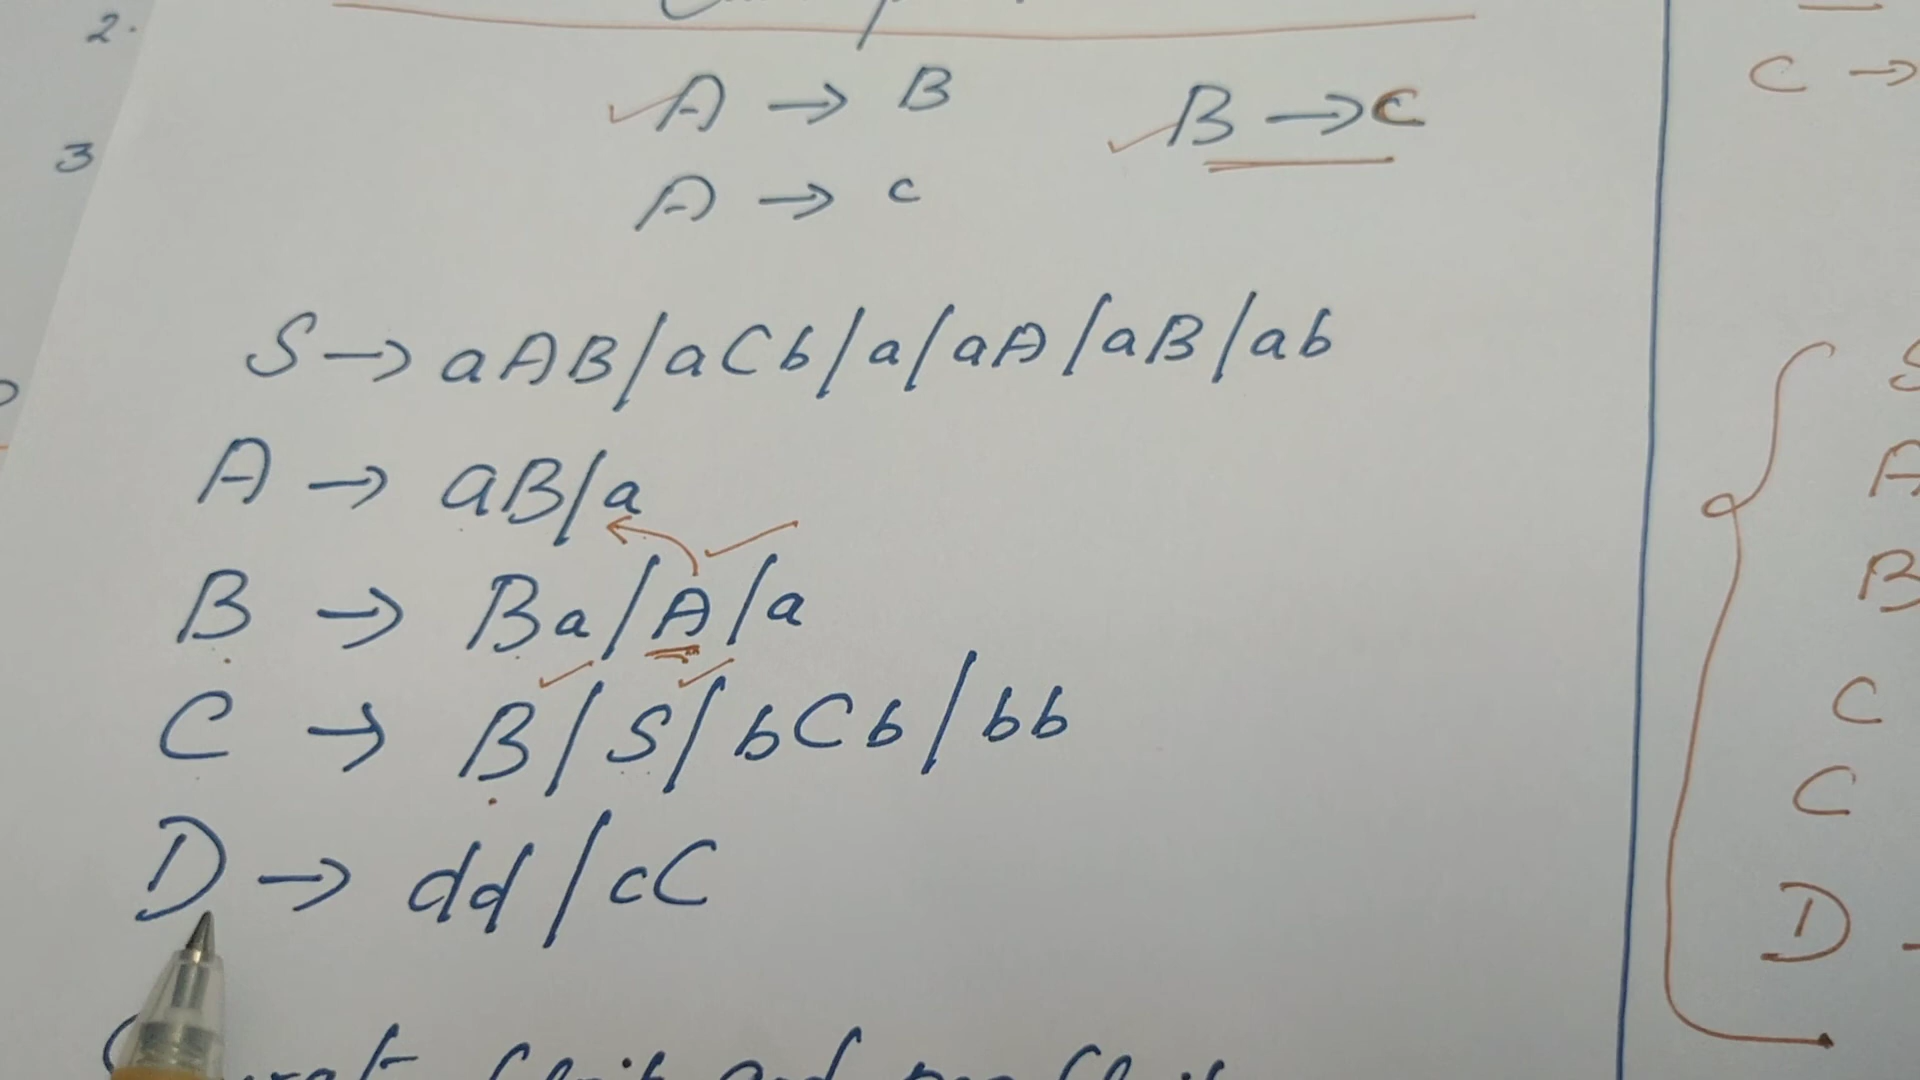 2.
3
A → B B → C
A → c
S → aAB/aCb/a/aA/aB/ab
A → aB/a
B → Ba/A/a
C → B/S/bCb/bb
D → dd/cC
C →
S
A
B
C
C
D